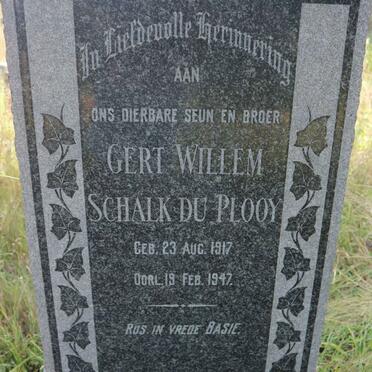 In Liefdevolle Herinnering
AAN
ONS DIERBARE SEUN EN BROER
GERT WILLEM
SCHALK DU PLOOY
GEB. 23 AUG. 1917
OORL. 19 FEB. 1947.
RUS IN VREDE BASIE.